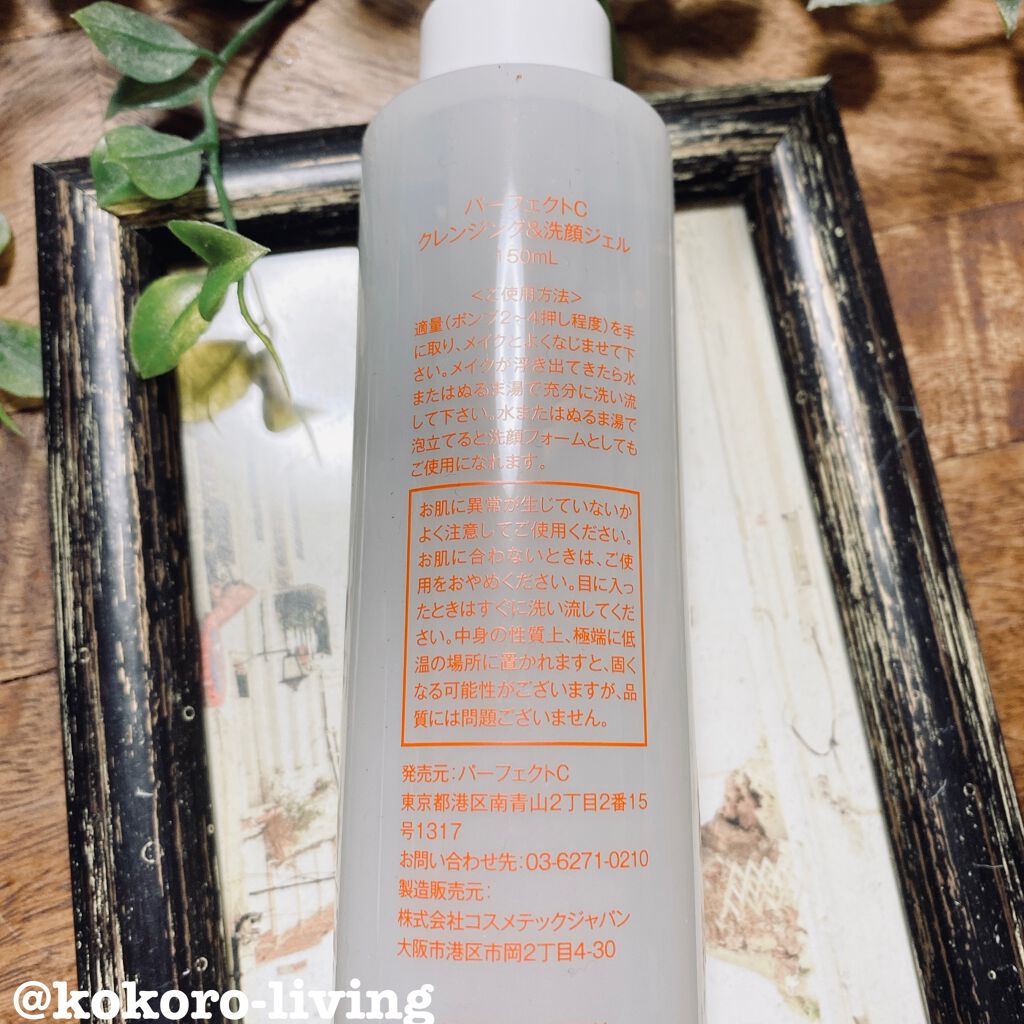 パーフェクトC
クレンジング&洗顔ジェル
150mL
<ご使用方法>
適量(ポンプ2~4押し程度)を手
に取り、メイクとよくなじませて下
さい。メイクが浮き出てきたら水
またはぬるま湯で充分に洗い流
して下さい。水またはぬるま湯で
泡立てると洗顔フォームとしても
ご使用になれます。
お肌に異常が生じていないか
よく注意してご使用ください。
お肌に合わないときは、ご使
用をおやめください。目に入っ
たときはすぐに洗い流してくだ
さい。中身の性質上、極端に低
温の場所に置かれますと、固く
なる可能性がございますが、品
質には問題ございません。
発売元:パーフェクトC
東京都港区南青山2丁目2番15
号1317
お問い合わせ先:03-6271-0210
製造販売元:
株式会社コスメテックジャパン
大阪市港区市岡2丁目4-30
@kokoro-living